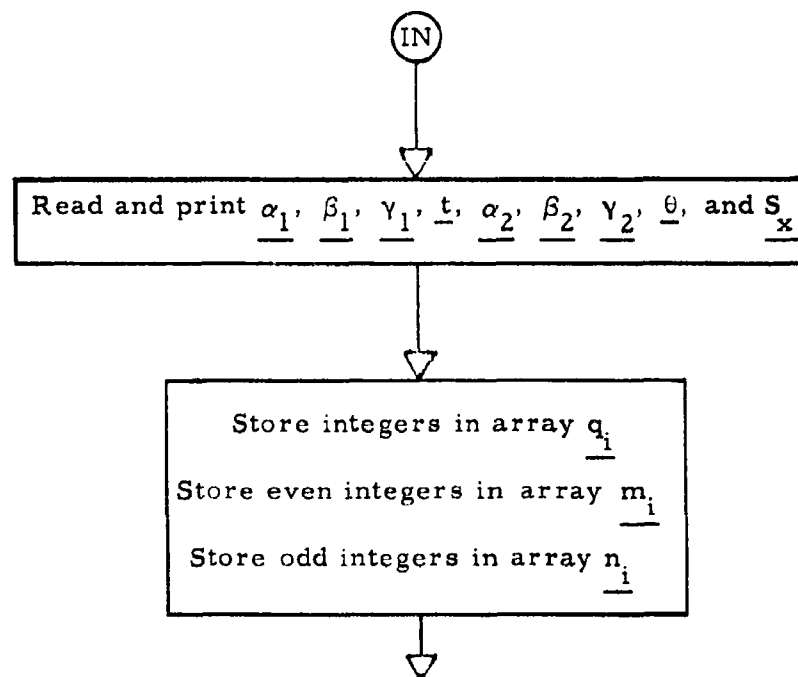 IN
Read and print α₁, β₁, γ₁, t, α₂, β₂, γ₂, θ, and Sₓ
Store integers in array qᵢ
Store even integers in array mᵢ
Store odd integers in array nᵢ